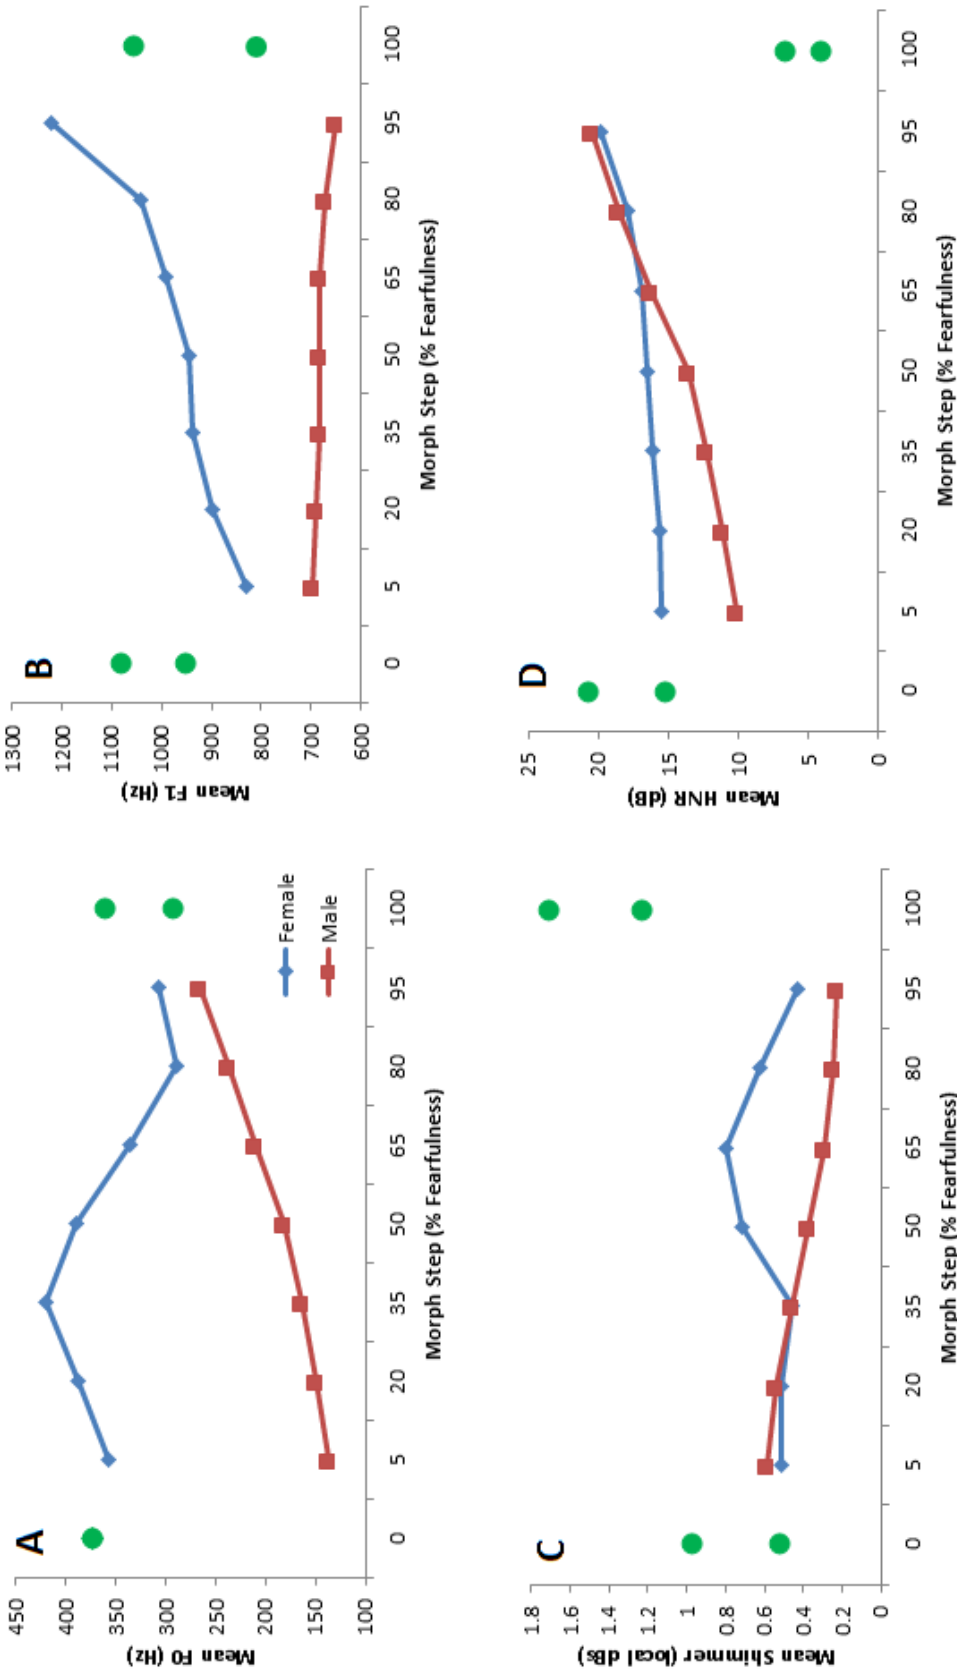 A
Mean F0 (Hz)
450
400
350
300
250
200
150
100
0 5 20 35 50 65 80 95 100
Morph Step (% Fearfulness)
Female
Male
B
Mean F1 (Hz)
1300
1200
1100
1000
900
800
700
600
0 5 20 35 50 65 80 95 100
Morph Step (% Fearfulness)
C
Mean Shimmer (local dBs)
1.8
1.6
1.4
1.2
1
0.8
0.6
0.4
0.2
0
0 5 20 35 50 65 80 95 100
Morph Step (% Fearfulness)
D
Mean HNR (dB)
25
20
15
10
5
0
0 5 20 35 50 65 80 95 100
Morph Step (% Fearfulness)